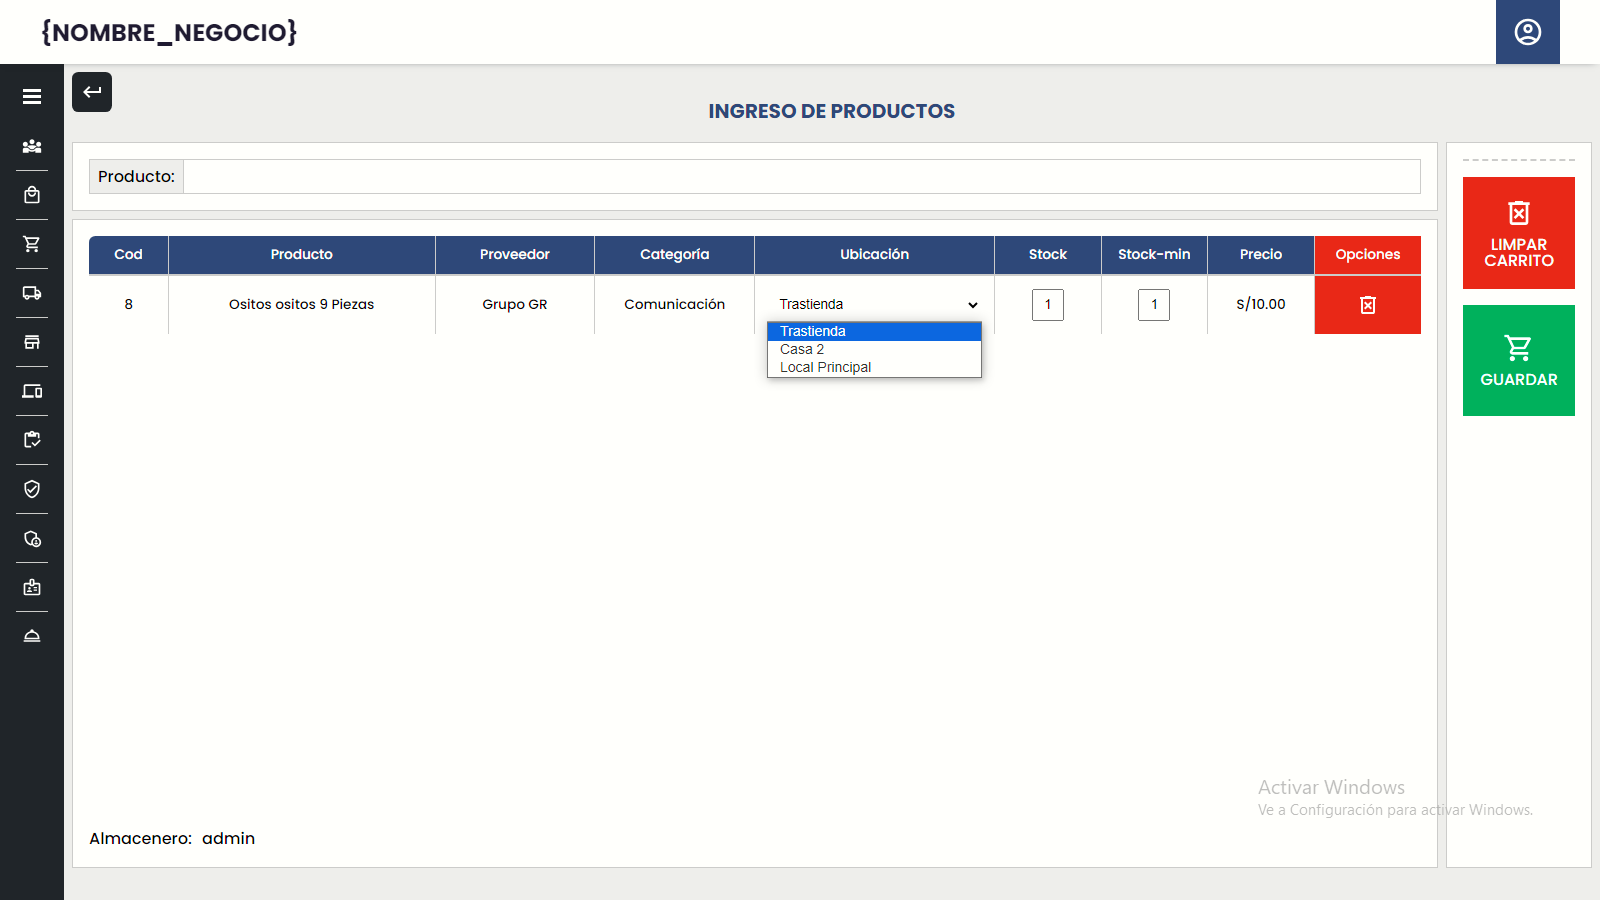 {NOMBRE_NEGOCIO}
INGRESO DE PRODUCTOS
Producto:
Cod Producto Proveedor Categoría Ubicación Stock Stock-min Precio Opciones
8 Ositos ositos 9 Piezas Grupo GR Comunicación Trastienda 1 1 S/10.00
Trastienda
Casa 2
Local Principal
LIMPAR
CARRITO
GUARDAR
Activar Windows
Ve a Configuración para activar Windows.
Almacenero: admin